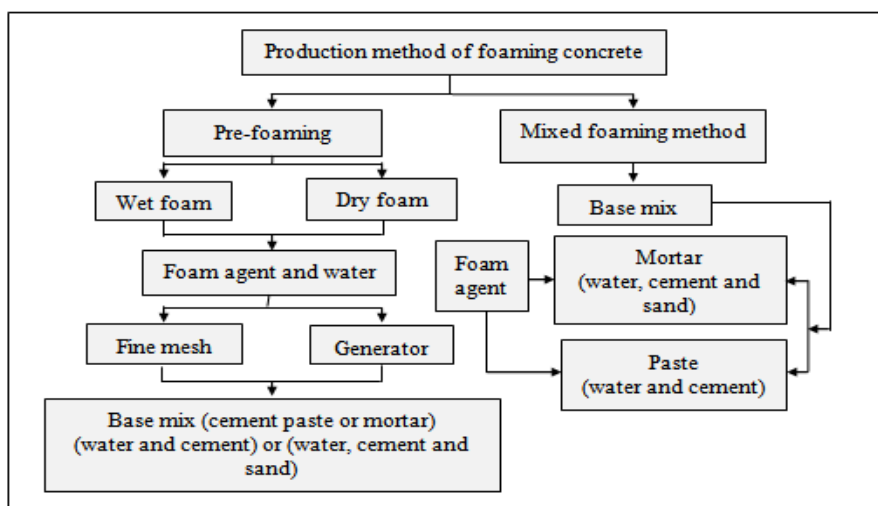 Production method of foaming concrete
Pre-foaming
Mixed foaming method
Wet foam
Dry foam
Base mix
Foam agent and water
Foam
agent
Mortar
(water, cement and
sand)
Fine mesh
Generator
Paste
(water and cement)
Base mix (cement paste or mortar)
(water and cement) or (water, cement and
sand)